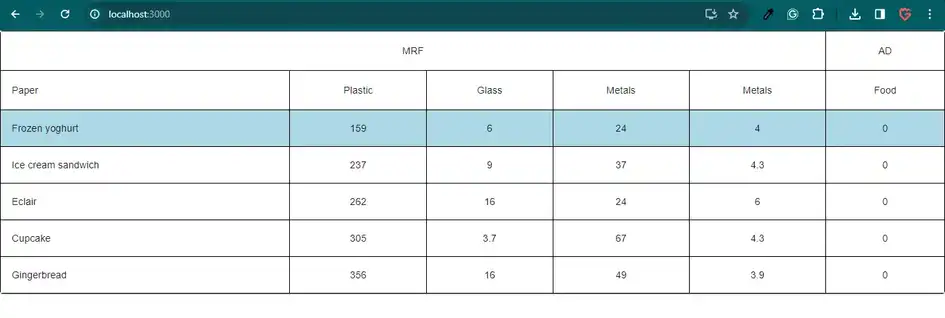 localhost:3000
MRF AD
Paper Plastic Glass Metals Metals Food
Frozen yoghurt 159 6 24 4 0
Ice cream sandwich 237 9 37 4.3 0
Eclair 262 16 24 6 0
Cupcake 305 3.7 67 4.3 0
Gingerbread 356 16 49 3.9 0